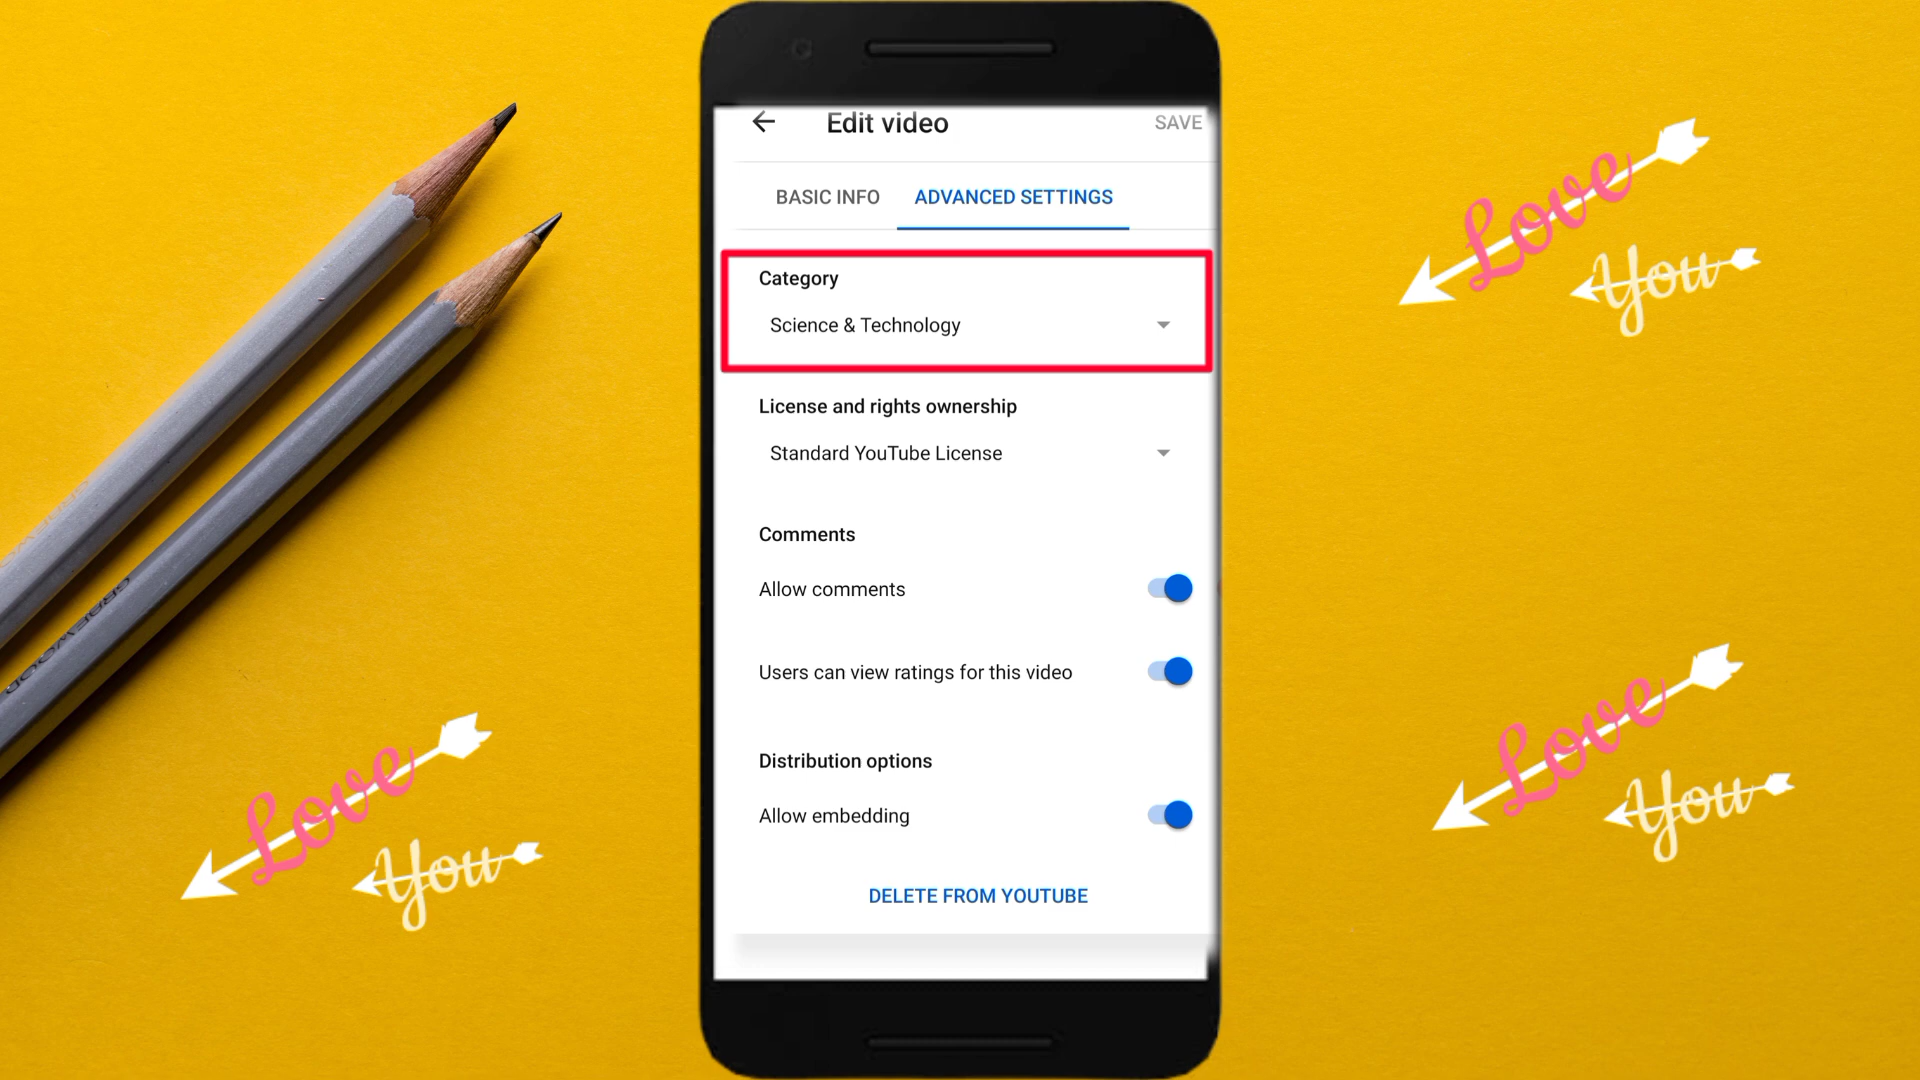 Edit video
SAVE
BASIC INFO
ADVANCED SETTINGS
Category
Science & Technology
License and rights ownership
Standard YouTube License
Comments
Allow comments
Users can view ratings for this video
Distribution options
Allow embedding
DELETE FROM YOUTUBE
Love
You
Love
You
Love
You